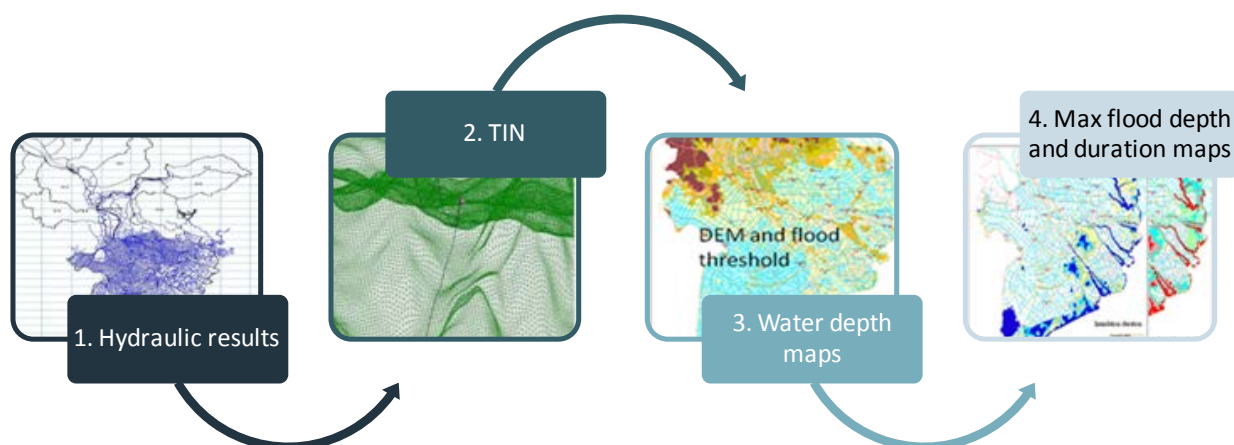 1. Hydraulic results
2. TIN
DEM and flood
threshold
3. Water depth
maps
4. Max flood depth
and duration maps